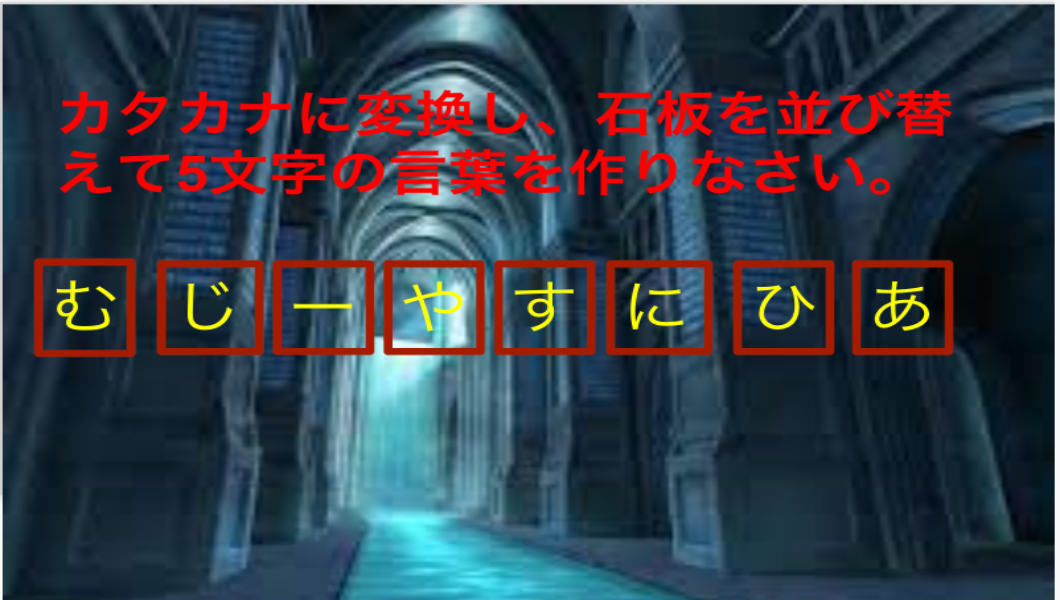 カタカナに変換し、石板を並び替
えて5文字の言葉を作りなさい。
む じ ー や す に ひ あ